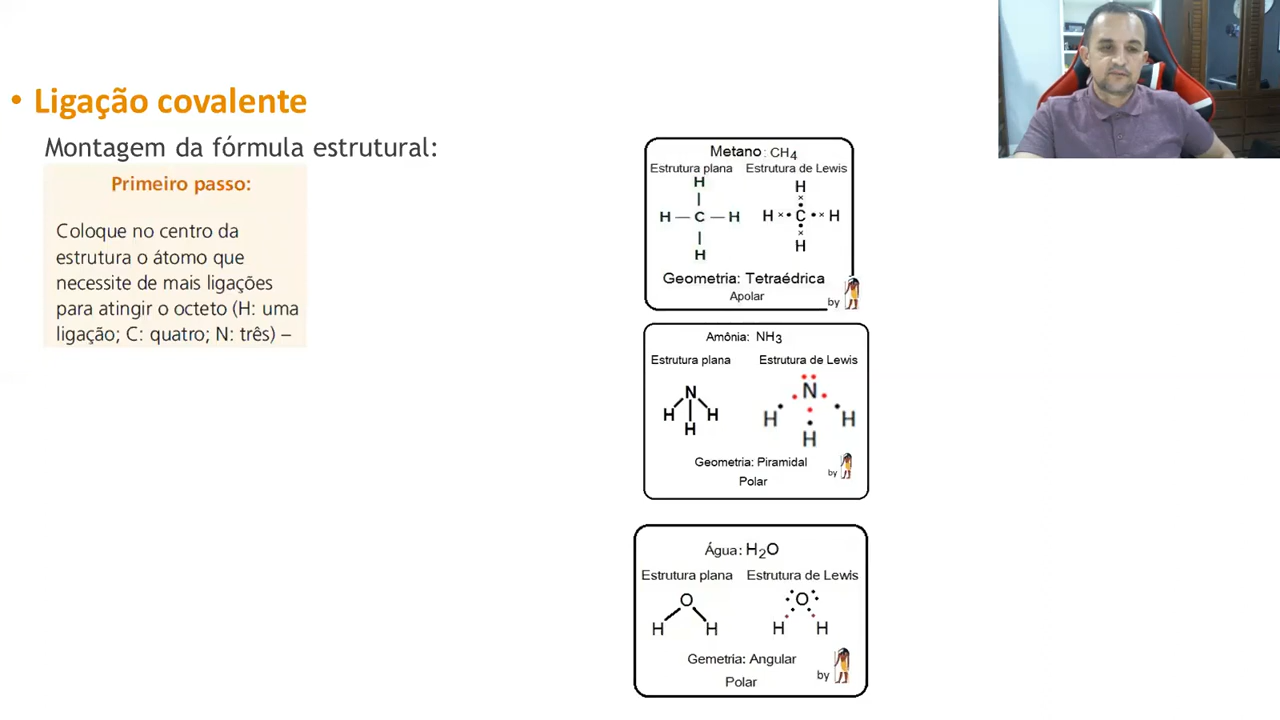 • Ligação covalente
Montagem da fórmula estrutural:
Primeiro passo:
Coloque no centro da
estrutura o átomo que
necessite de mais ligações
para atingir o octeto (H: uma
ligação; C: quatro; N: três) –
Metano: CH4
Estrutura plana Estrutura de Lewis
H H
H — C — H H C H
H H
Geometria: Tetraédrica
Apolar
by
Amônia: NH3
Estrutura plana Estrutura de Lewis
N N
H H H H
H H
Geometria: Piramidal
by
Polar
Água: H2O
Estrutura plana Estrutura de Lewis
O O
H H H H
Gemetria: Angular
by
Polar